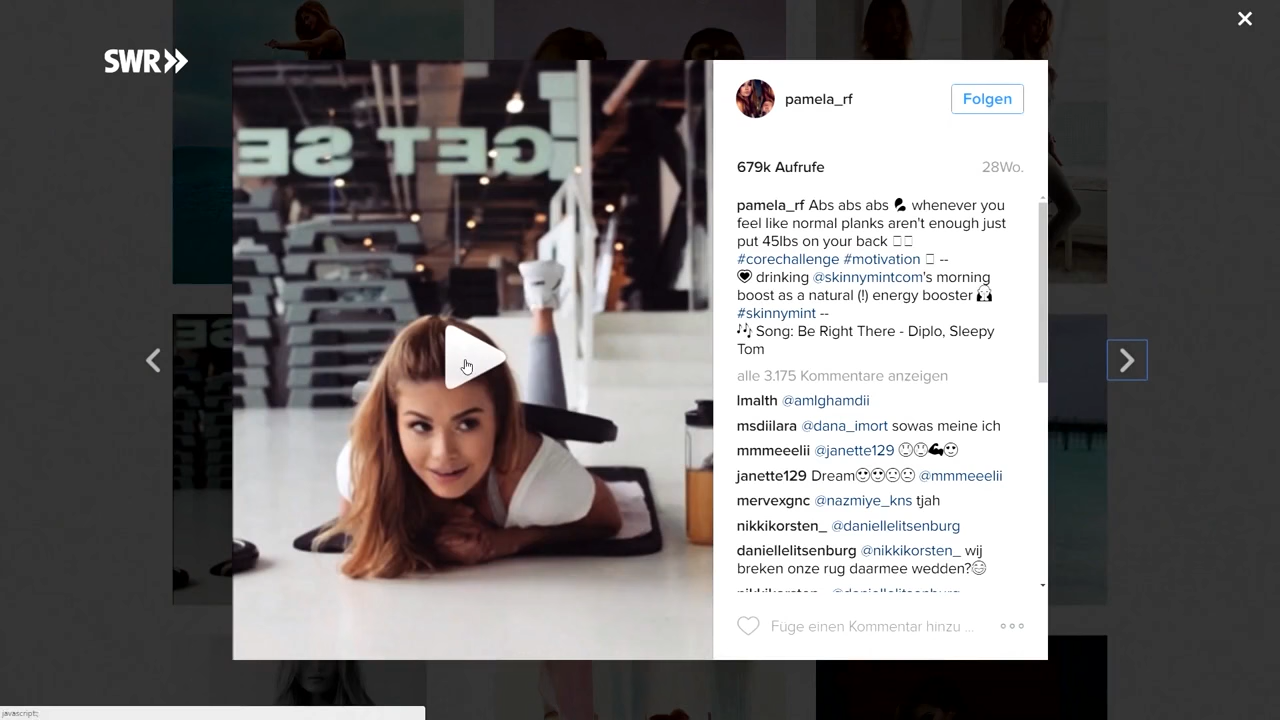 SWR»
GET SE
pamela_rf
Folgen
679k Aufrufe
28Wo.
pamela_rf Abs abs abs 💪 whenever you
feel like normal planks aren't enough just
put 45lbs on your back
#corechallenge #motivation --
🖤 drinking @skinnymintcom's morning
boost as a natural (!) energy booster
#skinnymint --
🎶 Song: Be Right There - Diplo, Sleepy
Tom
alle 3.175 Kommentare anzeigen
lmalth @amlghamdii
msdiilara @dana_imort sowas meine ich
mmmeeelii @janette129
janette129 Dream @mmmeeelii
mervexgnc @nazmiye_kns tjah
nikkikorsten_ @daniellelitsenburg
daniellelitsenburg @nikkikorsten_ wij
breken onze rug daarmee wedden?
nikkikorsten_ @daniellelitsenburg
Füge einen Kommentar hinzu ...
javascript:;